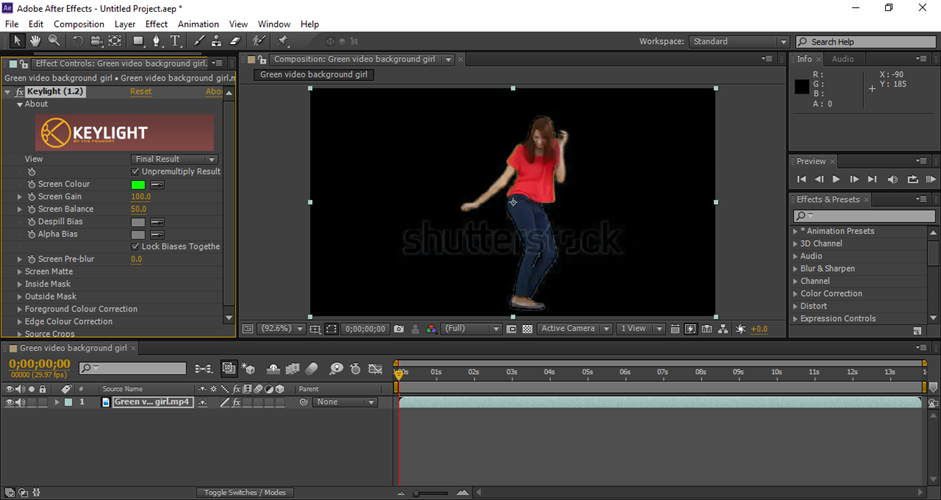 Ae Adobe After Effects - Untitled Project.aep *
File Edit Composition Layer Effect Animation View Window Help
Workspace: Standard Search Help
Effect Controls: Green video background girl.
Green video background girl • Green video background girl.m
fx Keylight (1.2) Reset Abou
About
KEYLIGHT
BY THE FOUNDRY
View Final Result
Unpremultiply Result
Screen Colour
Screen Gain 100.0
Screen Balance 50.0
Despill Bias
Alpha Bias
Lock Biases Togethe
Screen Pre-blur 0.0
Screen Matte
Inside Mask
Outside Mask
Foreground Colour Correction
Edge Colour Correction
Source Crops
Composition: Green video background girl
Green video background girl
shutterstock
(92.6%) 0;00;00;00 (Full) Active Camera 1 View +0.0
Info Audio
R : X : -90
G : Y : 185
B :
A : 0
Preview
Effects & Presets
* Animation Presets
3D Channel
Audio
Blur & Sharpen
Channel
Color Correction
Distort
Expression Controls
Green video background girl
0;00;00;00
00000 (29.97 fps)
# Source Name fx Parent
:00s 01s 02s 03s 04s 05s 06s 07s 08s 09s 10s 11s 12s 13s
1 Green v... girl.mp4 fx None
Toggle Switches / Modes